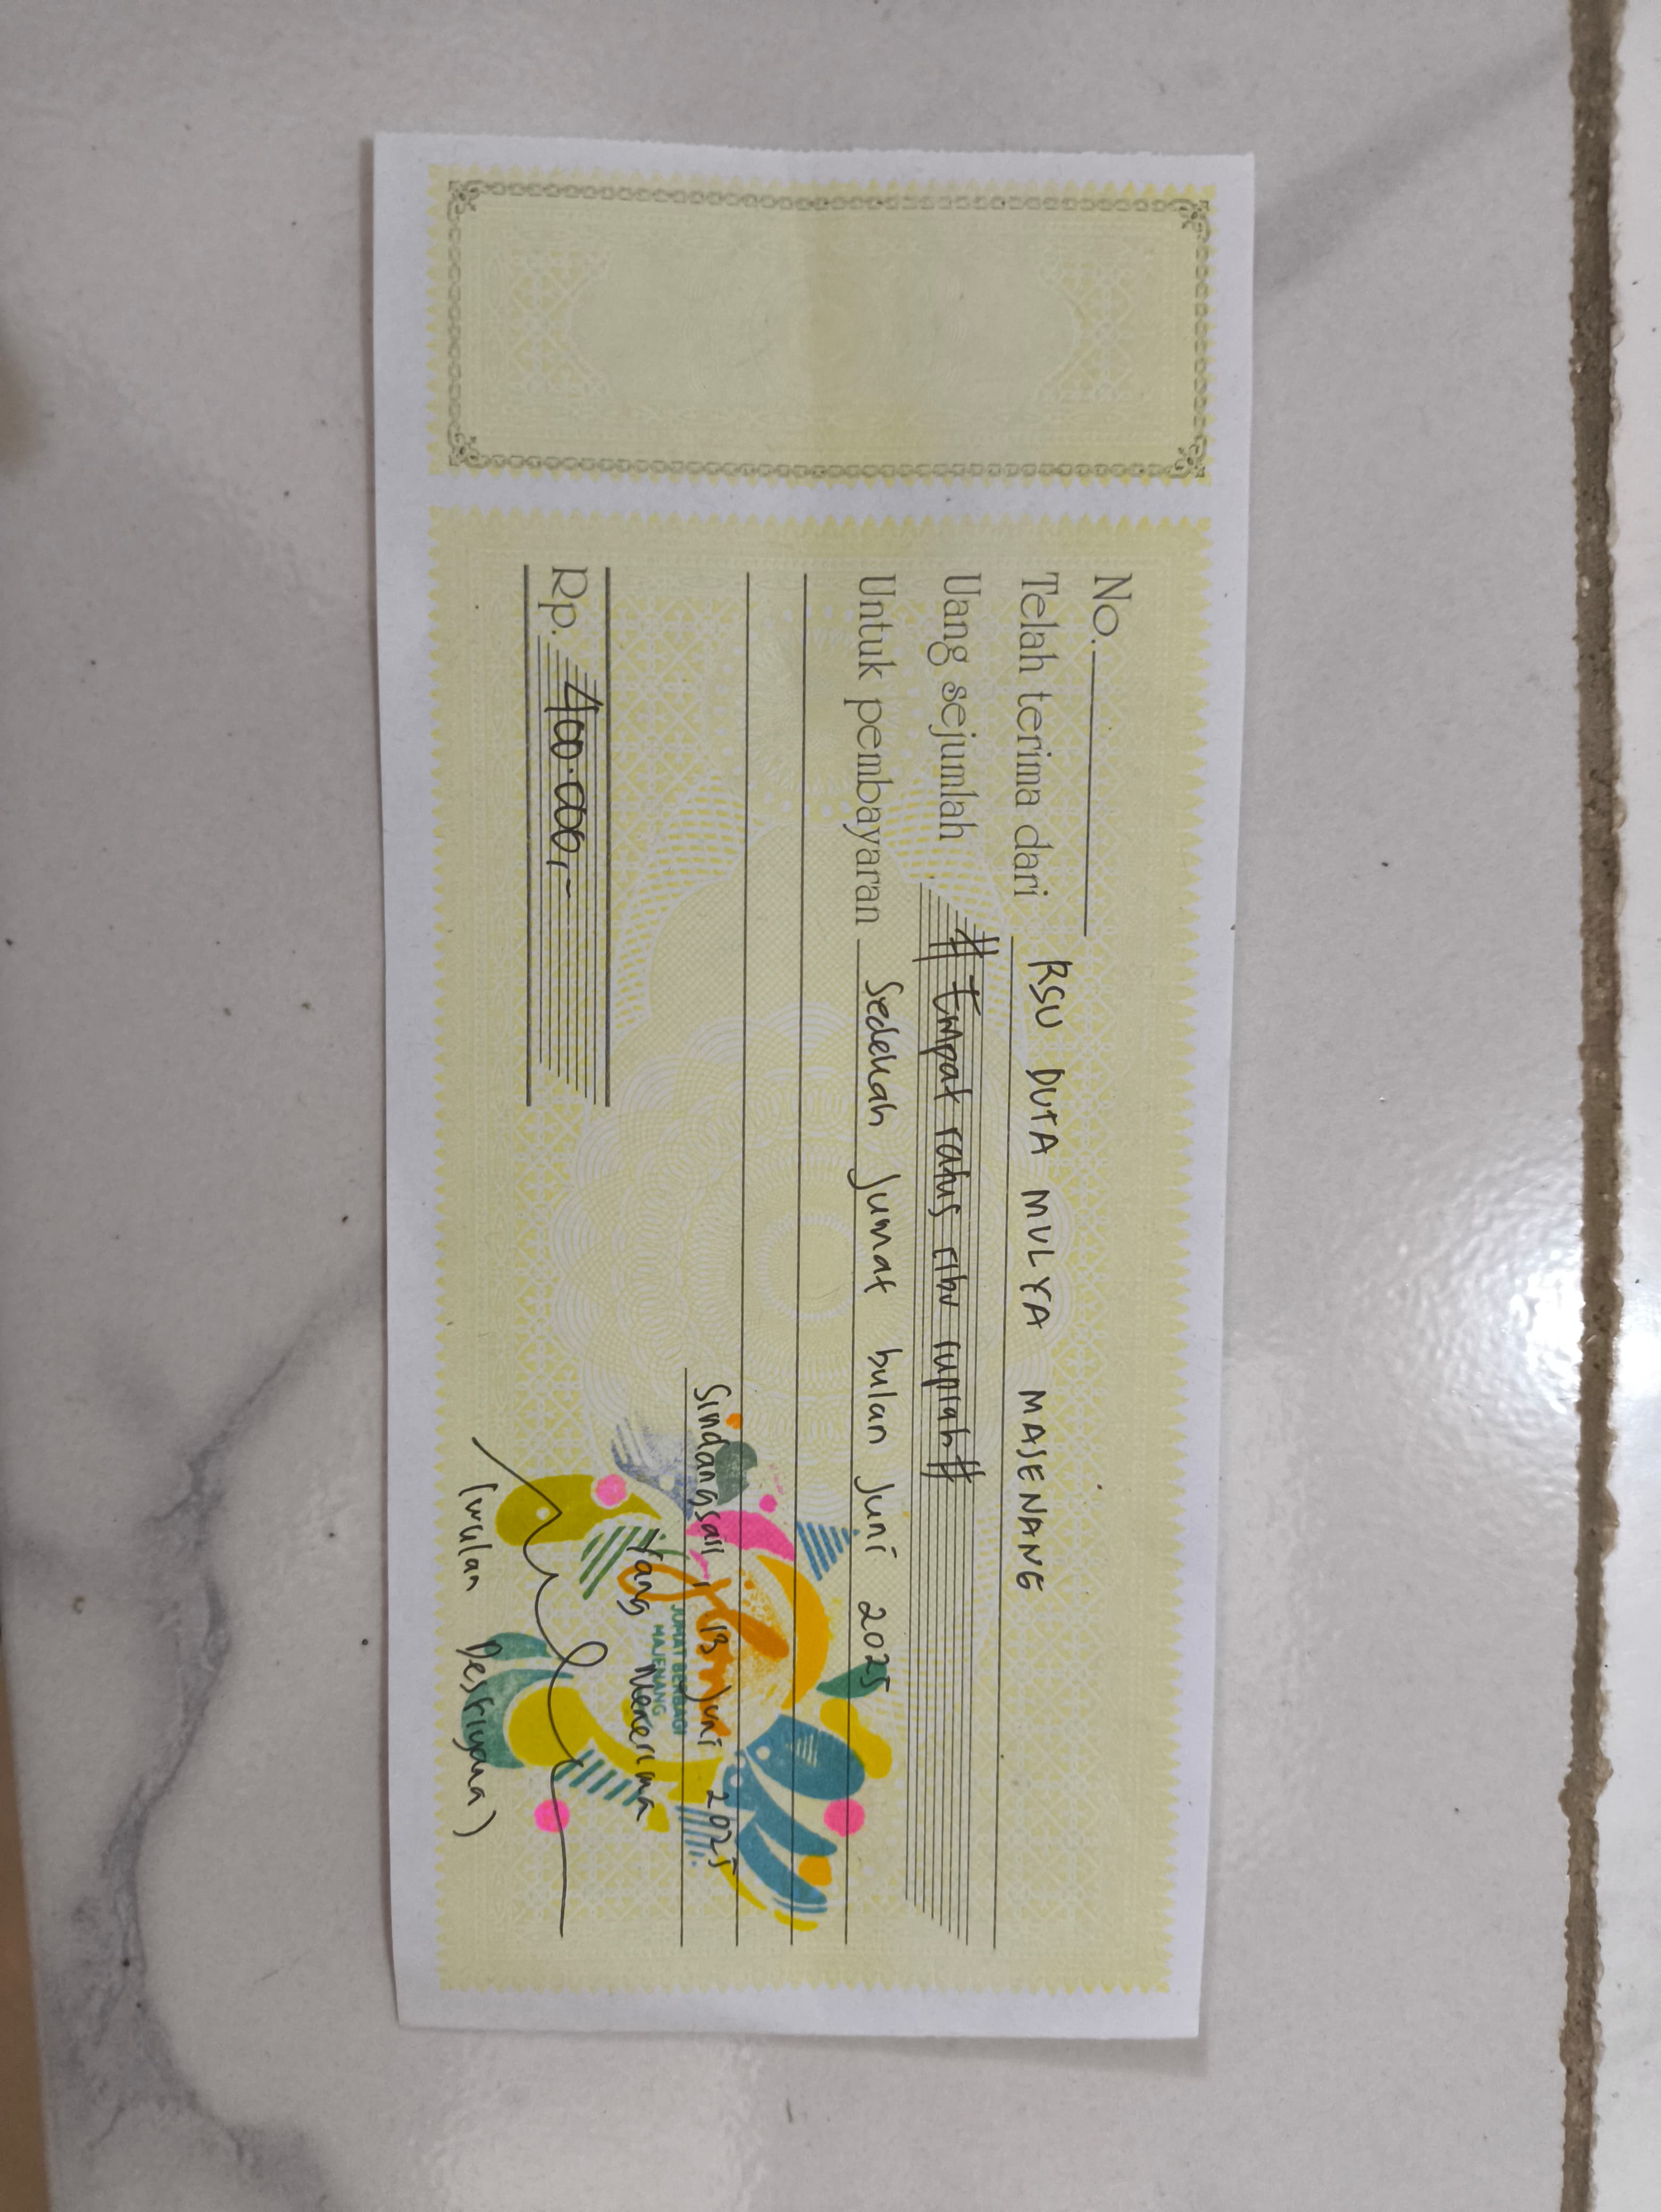 No.
Telah terima dari RSU DUTA MULYA MAJENANG
Uang sejumlah # Empat ratus ribu rupiah #
Untuk pembayaran Sedekah Jumat bulan Juni 2025
Sindangsari, 13 Juni 2025
JUMAT BERBAGI
MAJENANG
Yang Menerima
Rp. 400.000,-
(Wulan Desriyana)